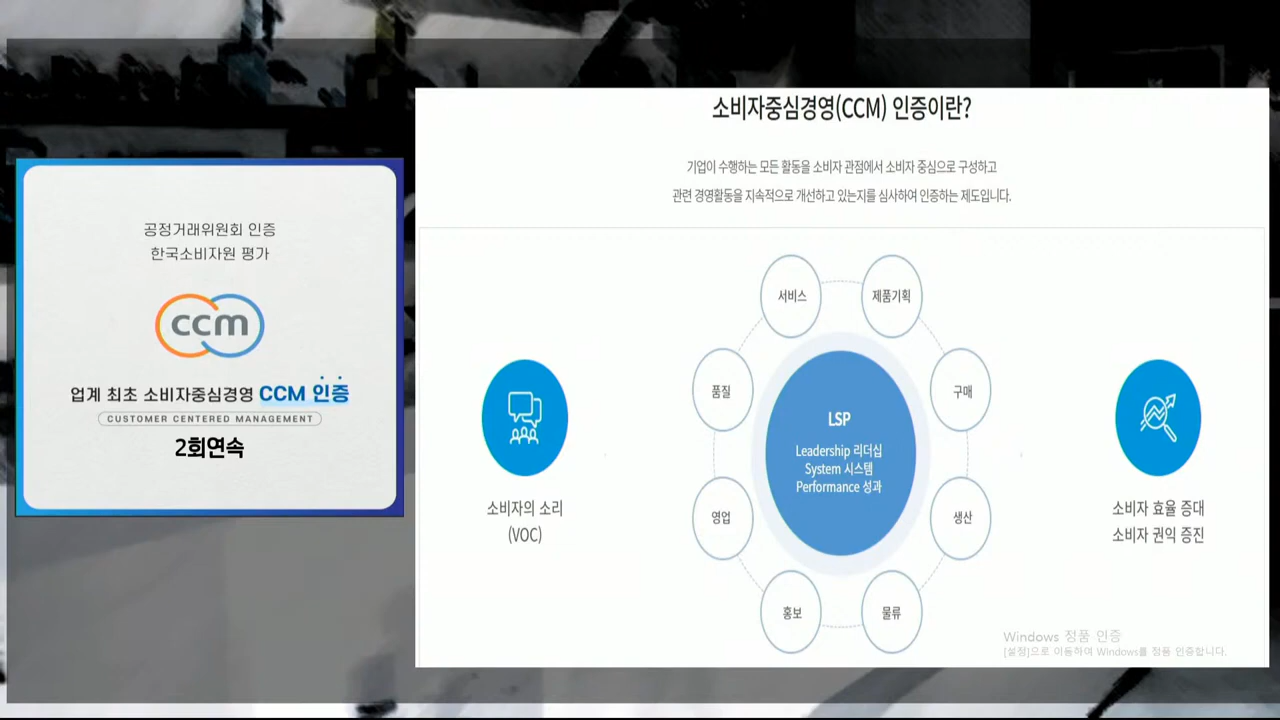 공정거래위원회 인증
한국소비자원 평가
ccm
업계 최초 소비자중심경영 CCM 인증
CUSTOMER CENTERED MANAGEMENT
2회연속
소비자중심경영(CCM) 인증이란?
기업이 수행하는 모든 활동을 소비자 관점에서 소비자 중심으로 구성하고
관련 경영활동을 지속적으로 개선하고 있는지를 심사하여 인증하는 제도입니다.
소비자의 소리
(VOC)
서비스
제품기획
품질
구매
LSP
Leadership 리더십
System 시스템
Performance 성과
영업
생산
홍보
물류
소비자 효율 증대
소비자 권익 증진
Windows 정품 인증
[설정]으로 이동하여 Windows를 정품 인증합니다.